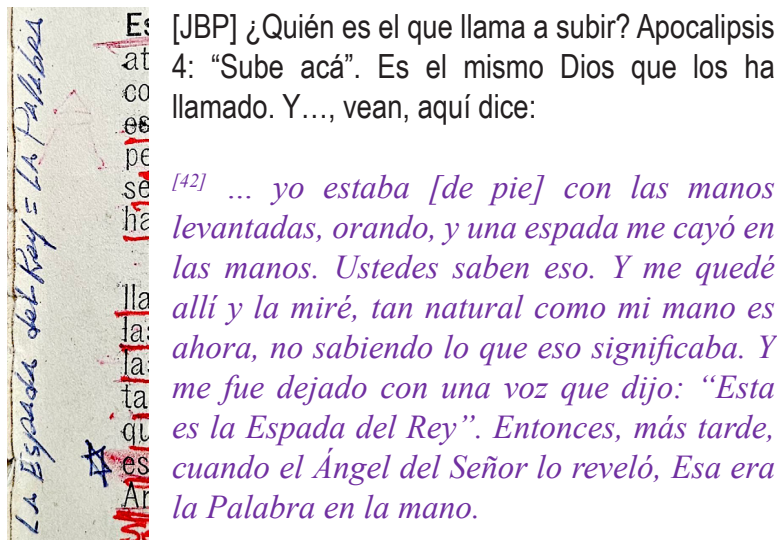 La Espada del Rey = La Palabra
[JBP] ¿Quién es el que llama a subir? Apocalipsis
4: “Sube acá”. Es el mismo Dios que los ha
llamado. Y…, vean, aquí dice:
[42] ... yo estaba [de pie] con las manos
levantadas, orando, y una espada me cayó en
las manos. Ustedes saben eso. Y me quedé
allí y la miré, tan natural como mi mano es
ahora, no sabiendo lo que eso significaba. Y
me fue dejado con una voz que dijo: “Esta
es la Espada del Rey”. Entonces, más tarde,
cuando el Ángel del Señor lo reveló, Esa era
la Palabra en la mano.